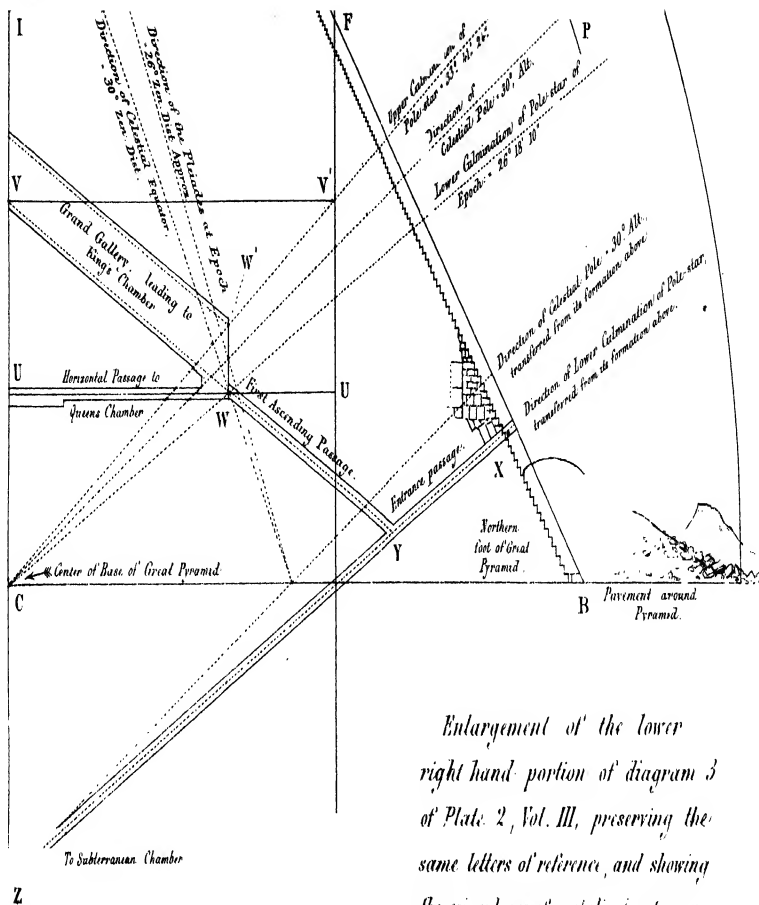 I
F
P
Upper Culmin. on of
Pole star = 33° 41' 26"
Direction of
Celestial Pole = 30° Alt.
Lower Culmination of Pole-star of
Epoch = 26° 18' 10"
Direction of the Pleiades at Epoch
= 26° Zen. Dist. Approx.
Direction of Celestial Equator
= 30° Zen. Dist.
V
V'
Grand Gallery, leading to
King's Chamber
W'
Direction of Celestial Pole = 30° Alt.,
transferred from its formation above
Direction of Lower Culmination of Pole-star,
transferred from its formation above.
U
Horizontal Passage to
U
Queens Chamber
W
First Ascending Passage
Entrance passage
X
Y
Northern
foot of Great
Pyramid
Center of Base of Great Pyramid
C
B
Pavement around
Pyramid.
Enlargement of the lower
right hand portion of diagram 3
of Plate 2, Vol. III, preserving the
same letters of reference, and showing
To Subterranean Chamber
Z